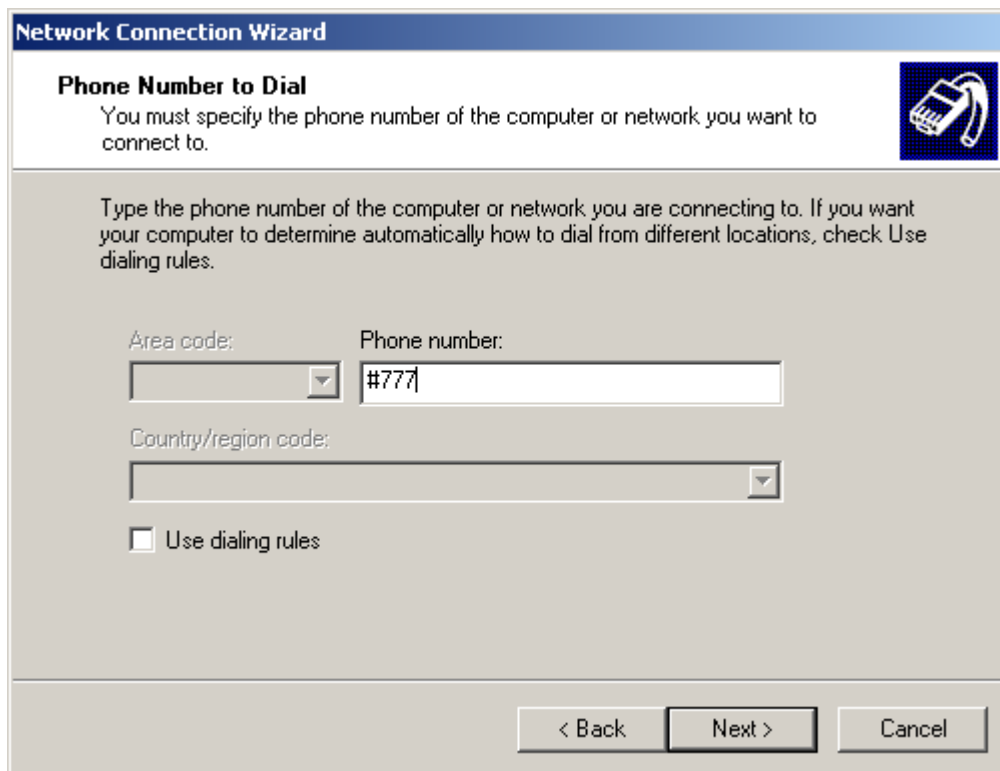 Network Connection Wizard
Phone Number to Dial
You must specify the phone number of the computer or network you want to
connect to.
Type the phone number of the computer or network you are connecting to. If you want
your computer to determine automatically how to dial from different locations, check Use
dialing rules.
Area code:
Phone number:
#777
Country/region code:
Use dialing rules
< Back
Next >
Cancel